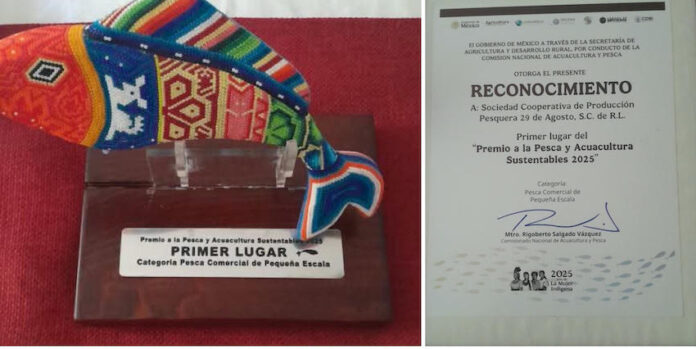 Premio a la Pesca y Acuacultura Sustentables 2025
PRIMER LUGAR
Categoría Pesca Comercial de Pequeña Escala
Gobierno de México
Agricultura
El GOBIERNO DE MÉXICO A TRAVÉS DE LA SECRETARÍA DE
AGRICULTURA Y DESARROLLO RURAL, POR CONDUCTO DE LA
COMISIÓN NACIONAL DE ACUACULTURA Y PESCA
OTORGA EL PRESENTE
RECONOCIMIENTO
A: Sociedad Cooperativa de Producción
Pesquera 29 de Agosto, S.C. de R.L.
Primer lugar del
"Premio a la Pesca y Acuacultura
Sustentables 2025"
Categoría:
Pesca Comercial de
Pequeña Escala
Mtro. Rigoberto Salgado Vázquez
Comisionado Nacional de Acuacultura y Pesca
2025
La Mujer
Indígena